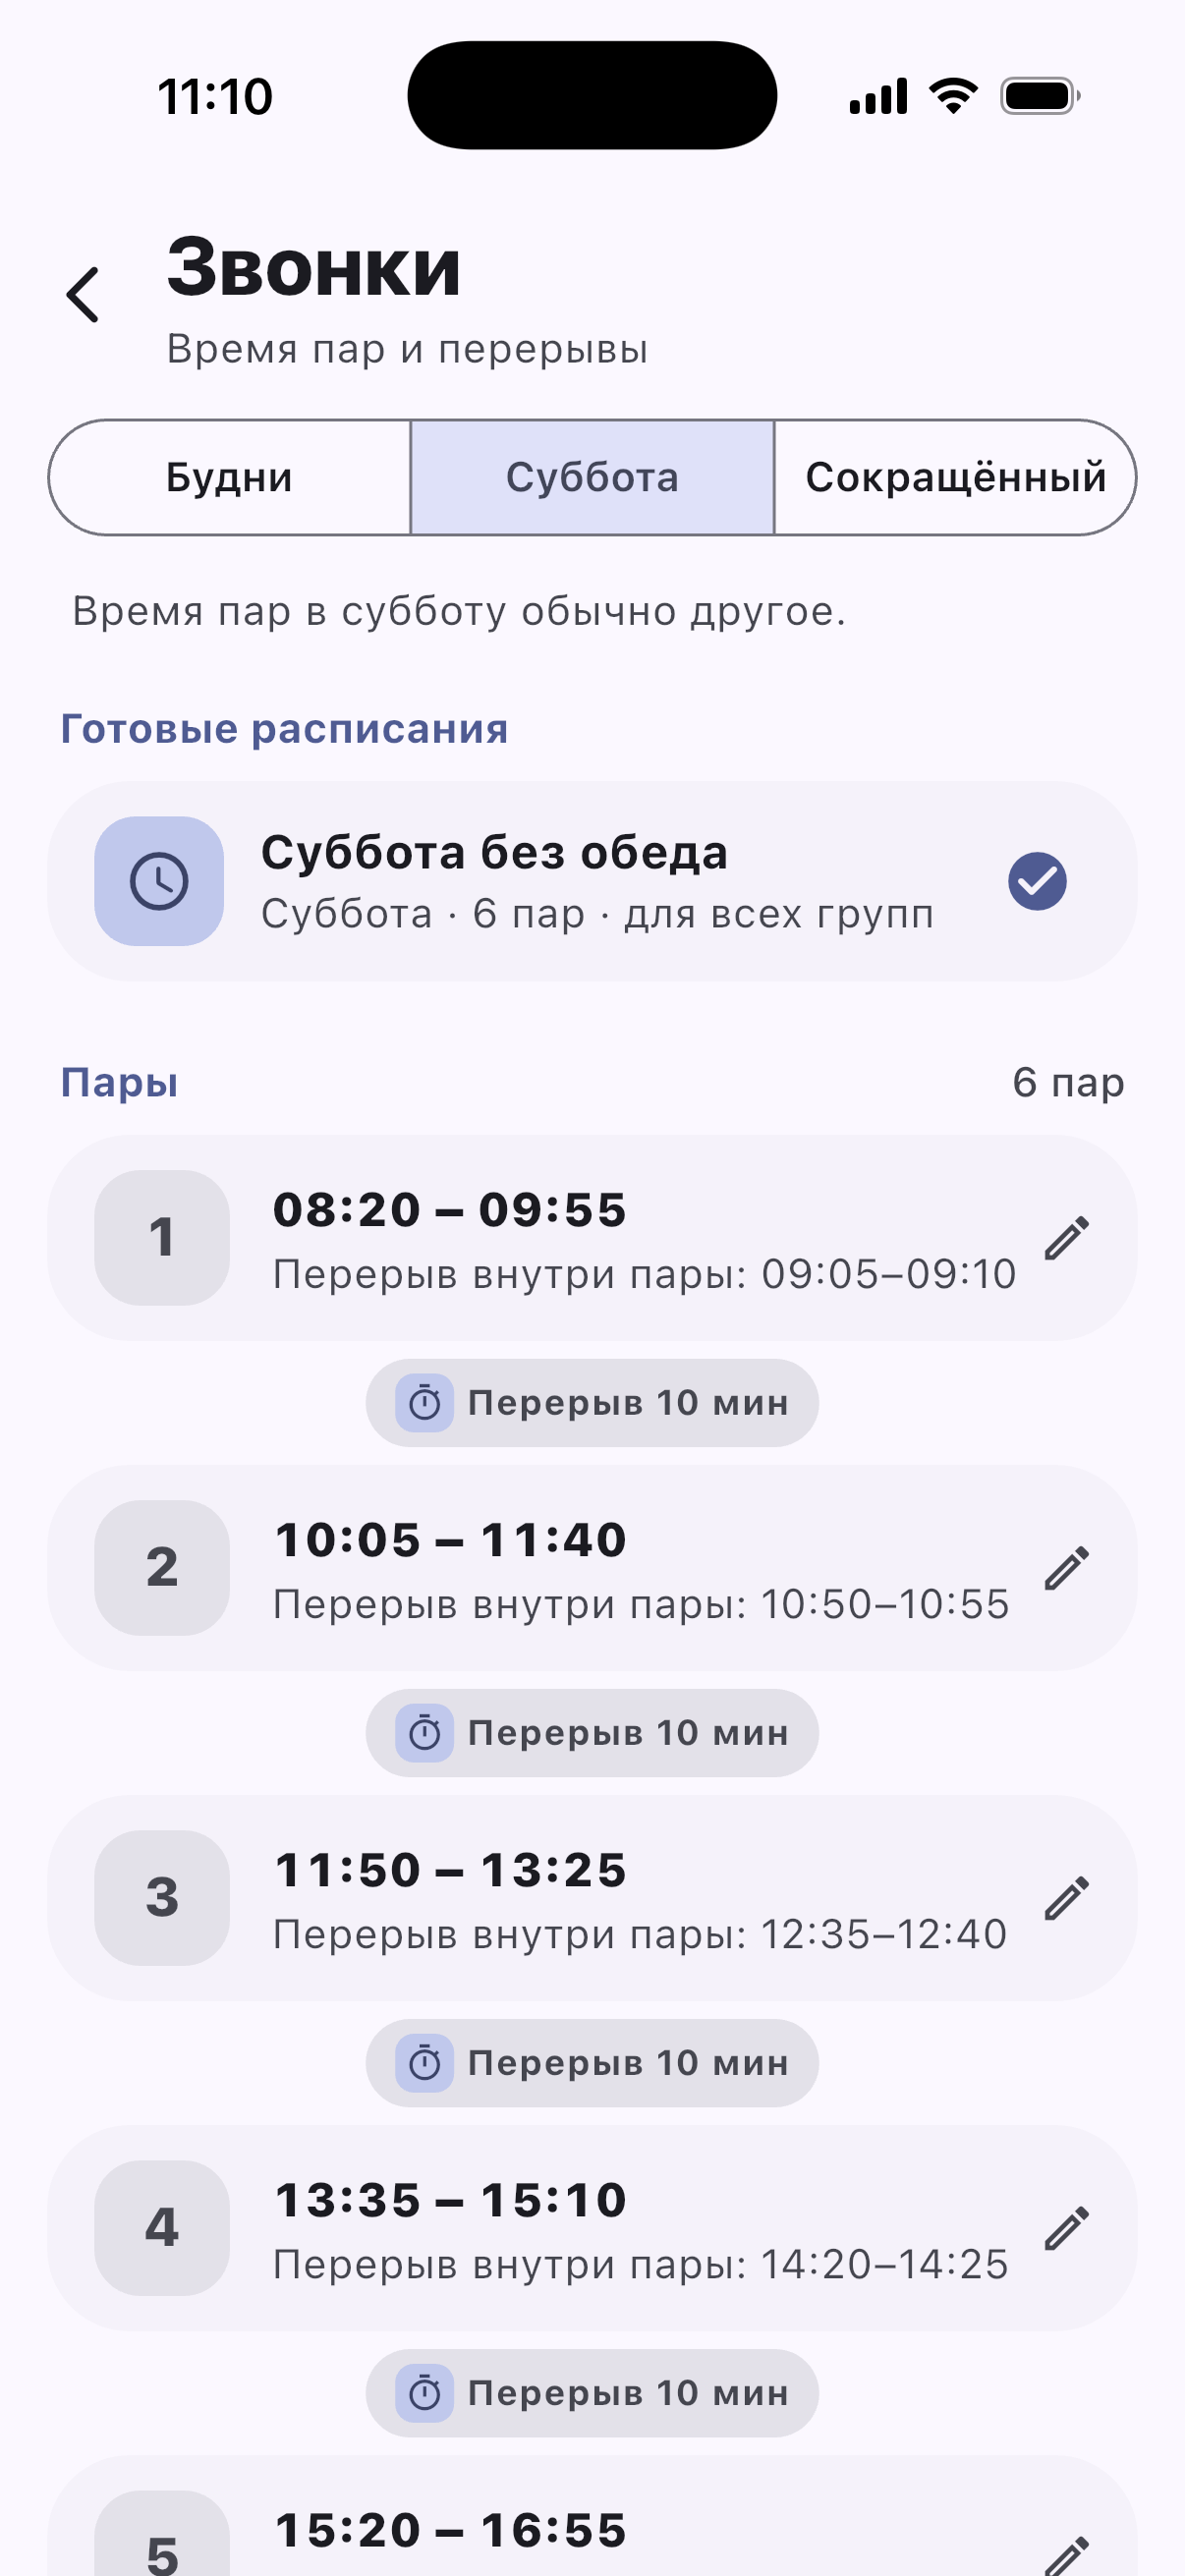 11:10
Звонки
Время пар и перерывы
Будни
Суббота
Сокращённый
Время пар в субботу обычно другое.
Готовые расписания
Суббота без обеда
Суббота · 6 пар · для всех групп
Пары
6 пар
1
08:20 – 09:55
Перерыв внутри пары: 09:05–09:10
Перерыв 10 мин
2
10:05 – 11:40
Перерыв внутри пары: 10:50–10:55
Перерыв 10 мин
3
11:50 – 13:25
Перерыв внутри пары: 12:35–12:40
Перерыв 10 мин
4
13:35 – 15:10
Перерыв внутри пары: 14:20–14:25
Перерыв 10 мин
5
15:20 – 16:55